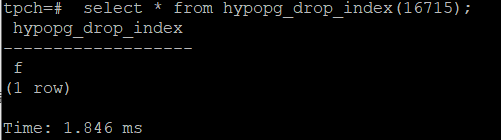 tpch=#  select * from hypopg_drop_index(16715);
 hypopg_drop_index
-------------------
 f
(1 row)
Time: 1.846 ms